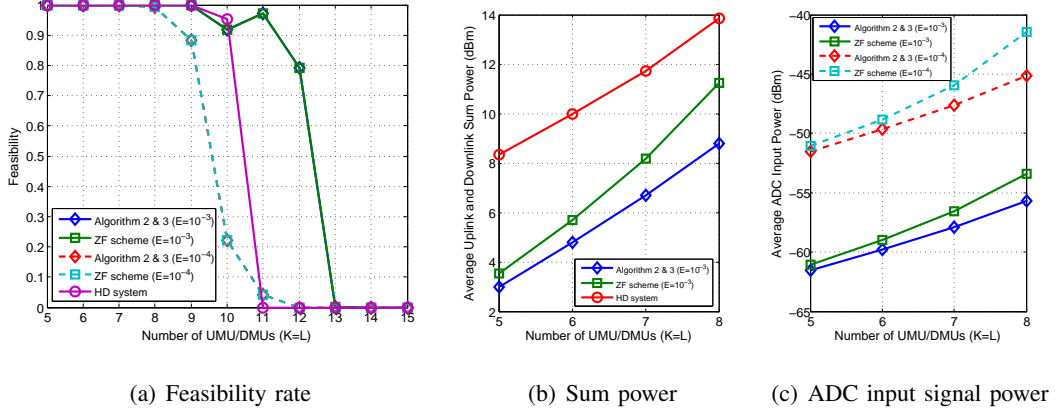 1
0.9
0.8
0.7
0.6
0.5
0.4
0.3
0.2
0.1
0
Feasibility
Algorithm 2 & 3 (E=10⁻³)
ZF scheme (E=10⁻³)
Algorithm 2 & 3 (E=10⁻⁴)
ZF scheme (E=10⁻⁴)
HD system
5 6 7 8 9 10 11 12 13 14 15
Number of UMU/DMUs (K=L)
(a) Feasibility rate
14
12
10
8
6
4
2
Average Uplink and Downlink Sum Power (dBm)
Algorithm 2 & 3 (E=10⁻³)
ZF scheme (E=10⁻³)
HD system
5 6 7 8
Number of UMU/DMUs (K=L)
(b) Sum power
−40
−45
−50
−55
−60
−65
Average ADC Input Power (dBm)
Algorithm 2 & 3 (E=10⁻³)
ZF scheme (E=10⁻³)
Algorithm 2 & 3 (E=10⁻⁴)
ZF scheme (E=10⁻⁴)
5 6 7 8
Number of UMU/DMUs (K=L)
(c) ADC input signal power